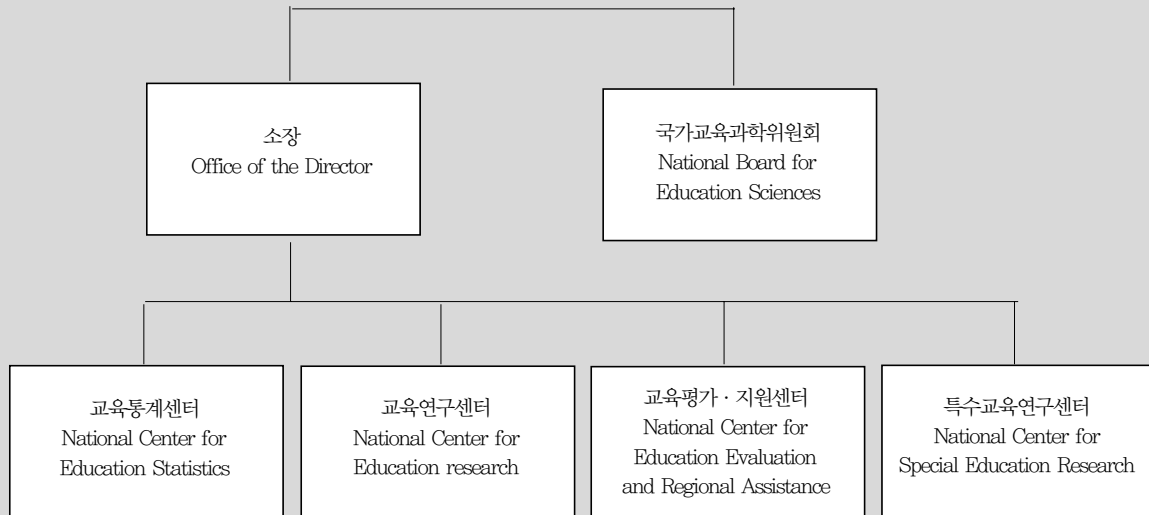 소장
Office of the Director
국가교육과학위원회
National Board for
Education Sciences
교육통계센터
National Center for
Education Statistics
교육연구센터
National Center for
Education research
교육평가 · 지원센터
National Center for
Education Evaluation
and Regional Assistance
특수교육연구센터
National Center for
Special Education Research